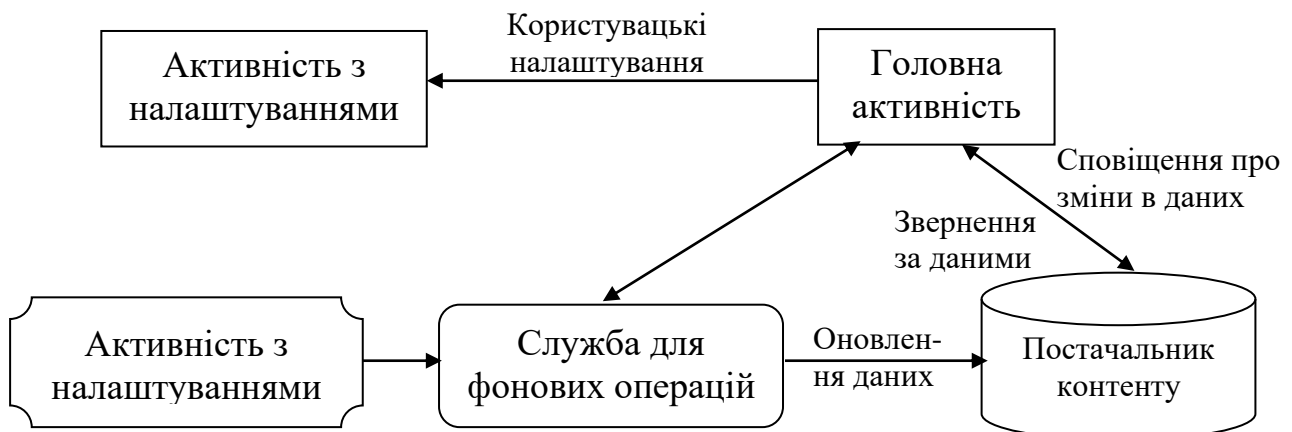 Користувацькі
налаштування
Активність з
налаштуваннями
Головна
активність
Сповіщення про
зміни в даних
Звернення
за даними
Активність з
налаштуваннями
Служба для
фонових операцій
Оновлен-
ня даних
Постачальник
контенту